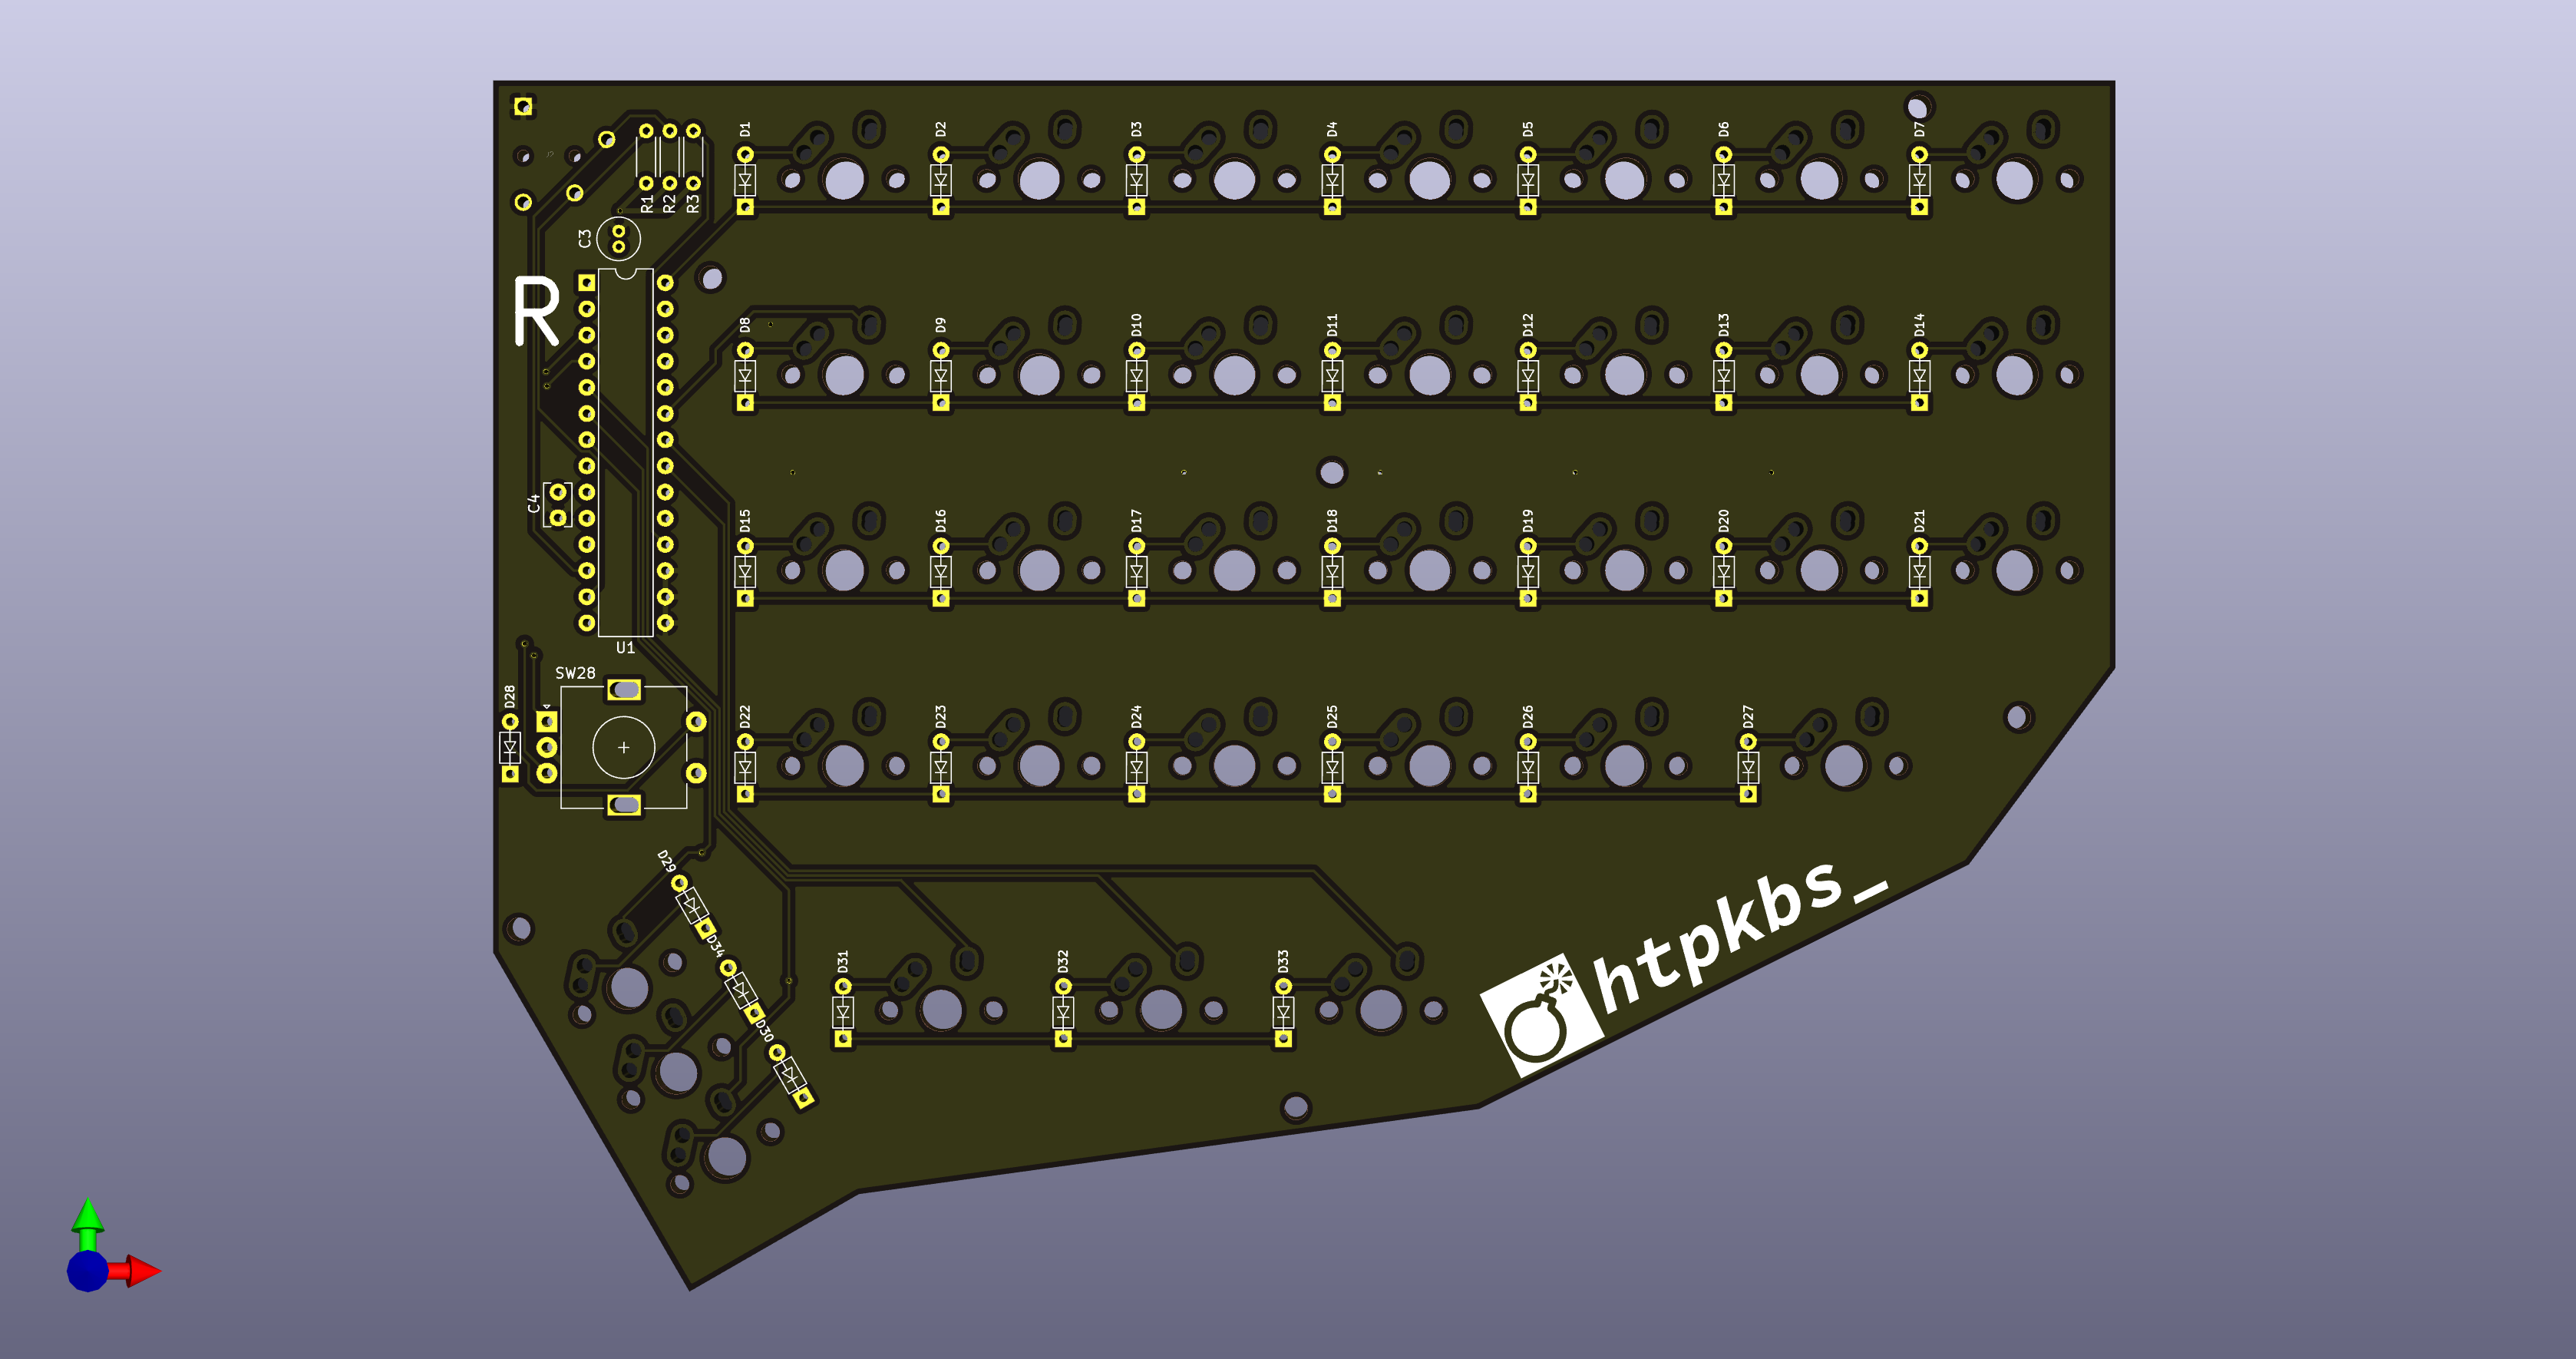 D1 D2 D3 D4 D5 D6 D7
R1 R2 R3
C3
R
D8 D9 D10 D11 D12 D13 D14
C4
D15 D16 D17 D18 D19 D20 D21
U1
SW28
D28
D22 D23 D24 D25 D26 D27
D29
D34
D30
D31 D32 D33
htpkbs_